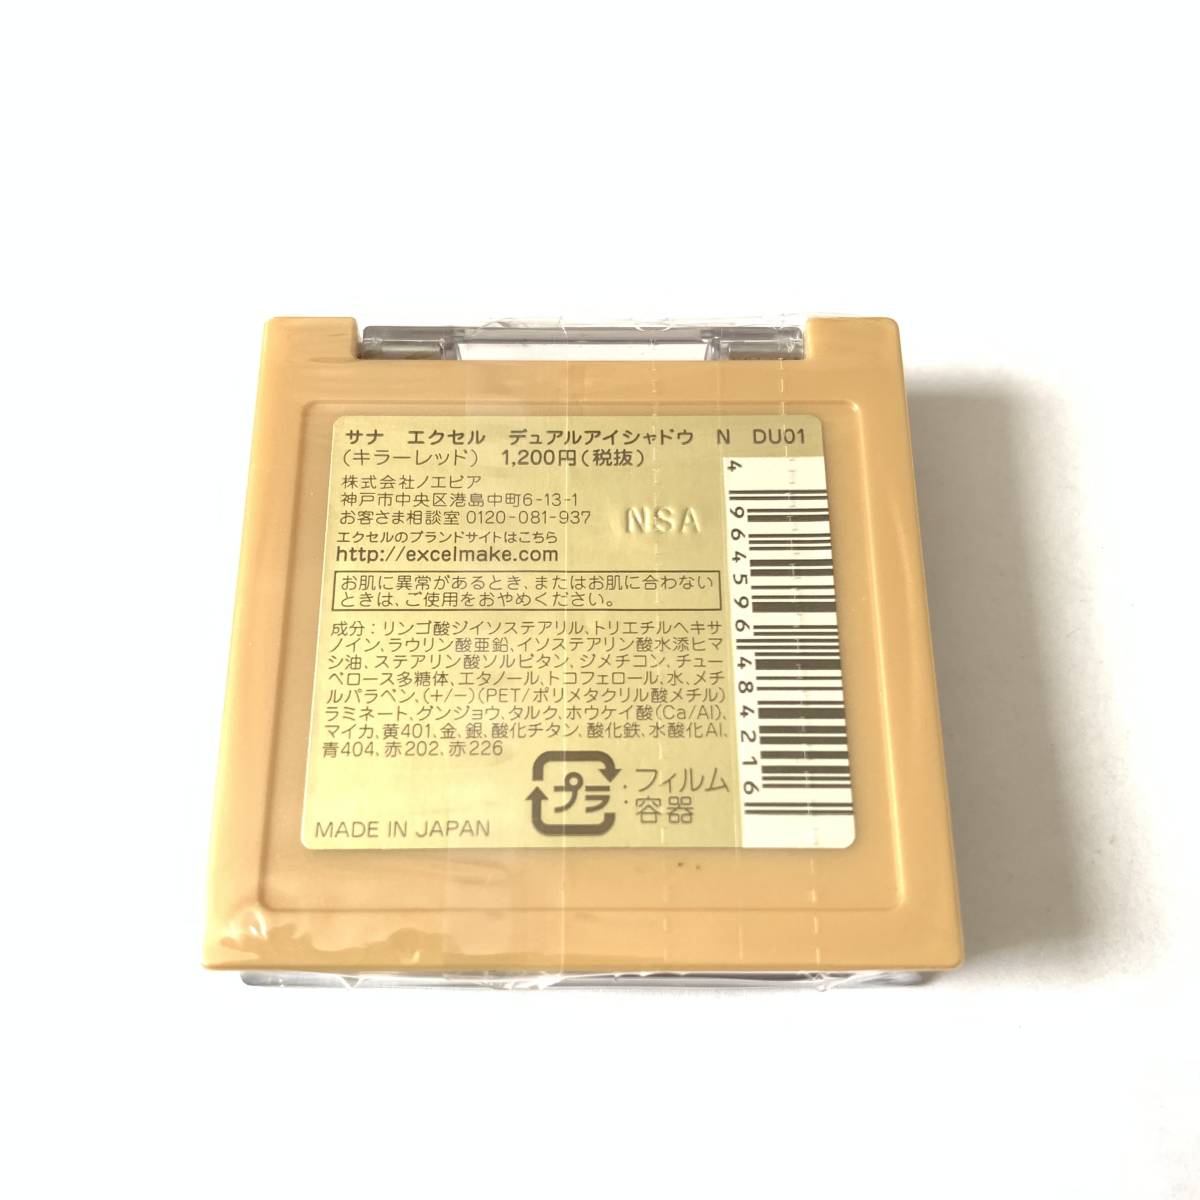 サナ エクセル デュアルアイシャドウ N DU01
(キラーレッド) 1,200円(税抜)
株式会社ノエビア
神戸市中央区港島中町6-13-1
お客さま相談室 0120-081-937
エクセルのブランドサイトはこちら
http://excelmake.com
NSA
お肌に異常があるとき、またはお肌に合わない
ときは、ご使用をおやめください。
成分:リンゴ酸ジイソステアリル、トリエチルヘキサ
ノイン、ラウリン酸亜鉛、イソステアリン酸水添ヒマ
シ油、ステアリン酸ソルビタン、ジメチコン、チュー
ベロース多糖体、エタノール、トコフェロール、水、メチ
ルパラベン、(+/-)(PET/ポリメタクリル酸メチル)
ラミネート、グンジョウ、タルク、ホウケイ酸(Ca/Al)、
マイカ、黄401、金、銀、酸化チタン、酸化鉄、水酸化Al、
青404、赤202、赤226
プラ :フィルム
:容器
MADE IN JAPAN
4 964596 484216